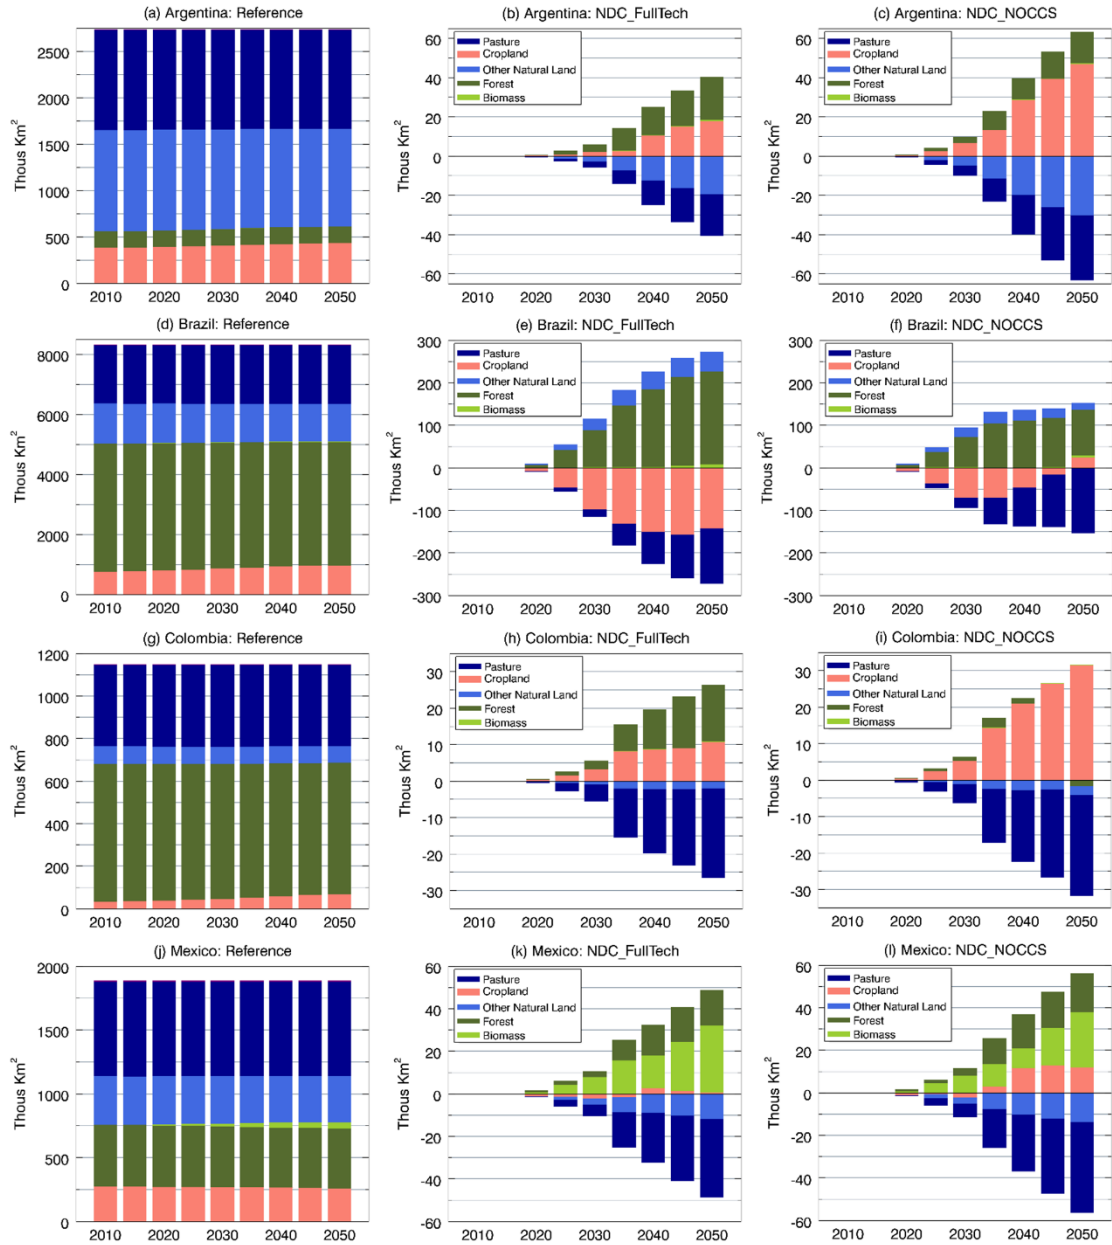 (a) Argentina: Reference
(b) Argentina: NDC_FullTech
(c) Argentina: NDC_NOCCS
Thous Km²
2500
2000
1500
1000
500
0
2010 2020 2030 2040 2050
Thous Km²
60
40
20
0
-20
-40
-60
Pasture
Cropland
Other Natural Land
Forest
Biomass
2010 2020 2030 2040 2050
Thous Km²
60
40
20
0
-20
-40
-60
Pasture
Cropland
Other Natural Land
Forest
Biomass
2010 2020 2030 2040 2050
(d) Brazil: Reference
(e) Brazil: NDC_FullTech
(f) Brazil: NDC_NOCCS
Thous Km²
8000
6000
4000
2000
0
2010 2020 2030 2040 2050
Thous Km²
300
200
100
0
-100
-200
-300
Pasture
Cropland
Other Natural Land
Forest
Biomass
2010 2020 2030 2040 2050
Thous Km²
300
200
100
0
-100
-200
-300
Pasture
Cropland
Other Natural Land
Forest
Biomass
2010 2020 2030 2040 2050
(g) Colombia: Reference
(h) Colombia: NDC_FullTech
(i) Colombia: NDC_NOCCS
Thous Km²
1200
1000
800
600
400
200
0
2010 2020 2030 2040 2050
Thous Km²
30
20
10
0
-10
-20
-30
Pasture
Cropland
Other Natural Land
Forest
Biomass
2010 2020 2030 2040 2050
Thous Km²
30
20
10
0
-10
-20
-30
Pasture
Cropland
Other Natural Land
Forest
Biomass
2010 2020 2030 2040 2050
(j) Mexico: Reference
(k) Mexico: NDC_FullTech
(l) Mexico: NDC_NOCCS
Thous Km²
2000
1500
1000
500
0
2010 2020 2030 2040 2050
Thous Km²
60
40
20
0
-20
-40
-60
Pasture
Cropland
Other Natural Land
Forest
Biomass
2010 2020 2030 2040 2050
Thous Km²
60
40
20
0
-20
-40
-60
Pasture
Cropland
Other Natural Land
Forest
Biomass
2010 2020 2030 2040 2050